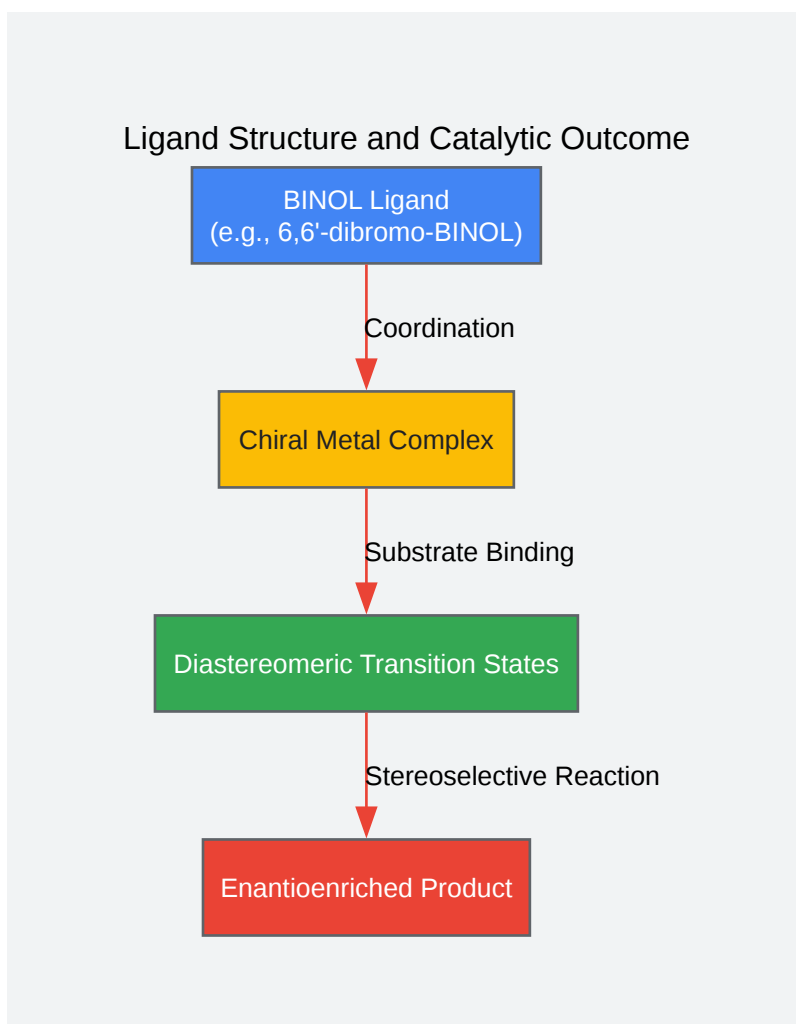 Ligand Structure and Catalytic Outcome
BINOL Ligand
(e.g., 6,6'-dibromo-BINOL)
Coordination
Chiral Metal Complex
Substrate Binding
Diastereomeric Transition States
Stereoselective Reaction
Enantioenriched Product